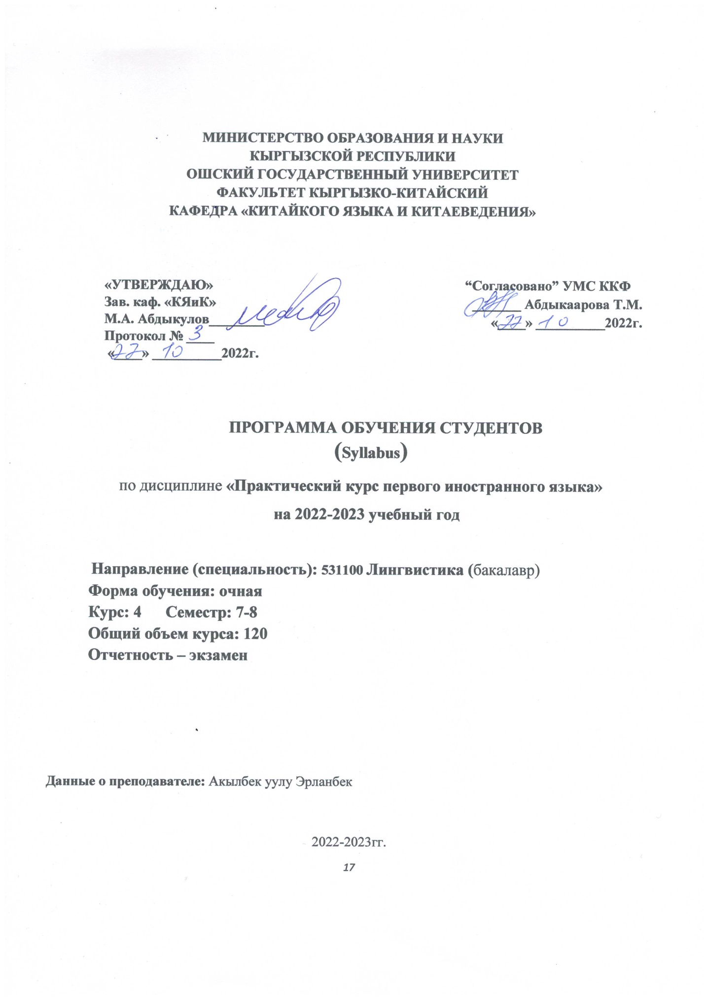 МИНИСТЕРСТВО ОБРАЗОВАНИЯ И НАУКИ
КЫРГЫЗСКОЙ РЕСПУБЛИКИ
ОШСКИЙ ГОСУДАРСТВЕННЫЙ УНИВЕРСИТЕТ
ФАКУЛЬТЕТ КЫРГЫЗКО-КИТАЙСКИЙ
КАФЕДРА «КИТАЙКОГО ЯЗЫКА И КИТАЕВЕДЕНИЯ»
«УТВЕРЖДАЮ»
Зав. каф. «КЯиК»
М.А. Абдыкулов________
Протокол № 3
«27» 10 2022г.
“Согласовано” УМС ККФ
_______ Абдыкаарова Т.М.
«27» 10 2022г.
ПРОГРАММА ОБУЧЕНИЯ СТУДЕНТОВ
(Syllabus)
по дисциплине «Практический курс первого иностранного языка»
на 2022-2023 учебный год
Направление (специальность): 531100 Лингвистика (бакалавр)
Форма обучения: очная
Курс: 4 Семестр: 7-8
Общий объем курса: 120
Отчетность – экзамен
Данные о преподавателе: Акылбек уулу Эрланбек
2022-2023гг.
17